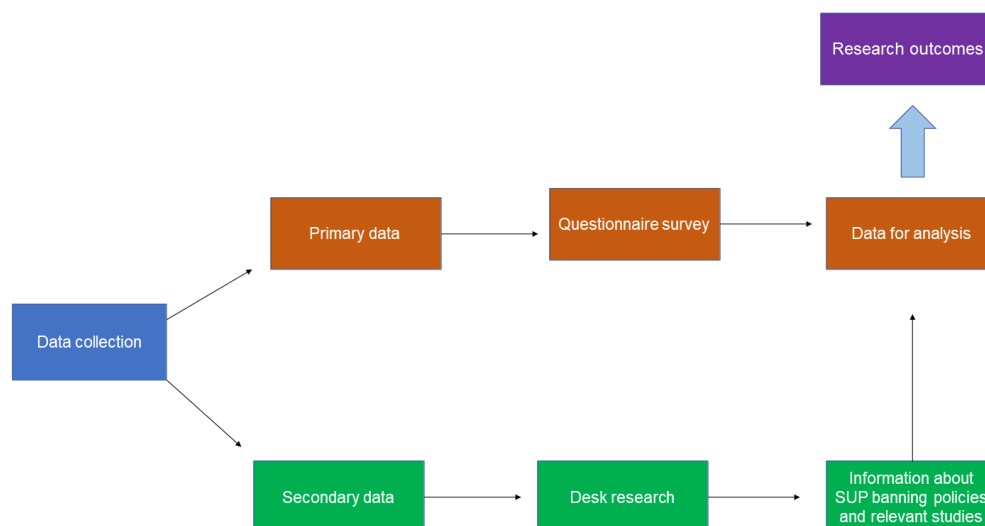 Research outcomes
Primary data
Questionnaire survey
Data for analysis
Data collection
Secondary data
Desk research
Information about
SUP banning policies
and relevant studies